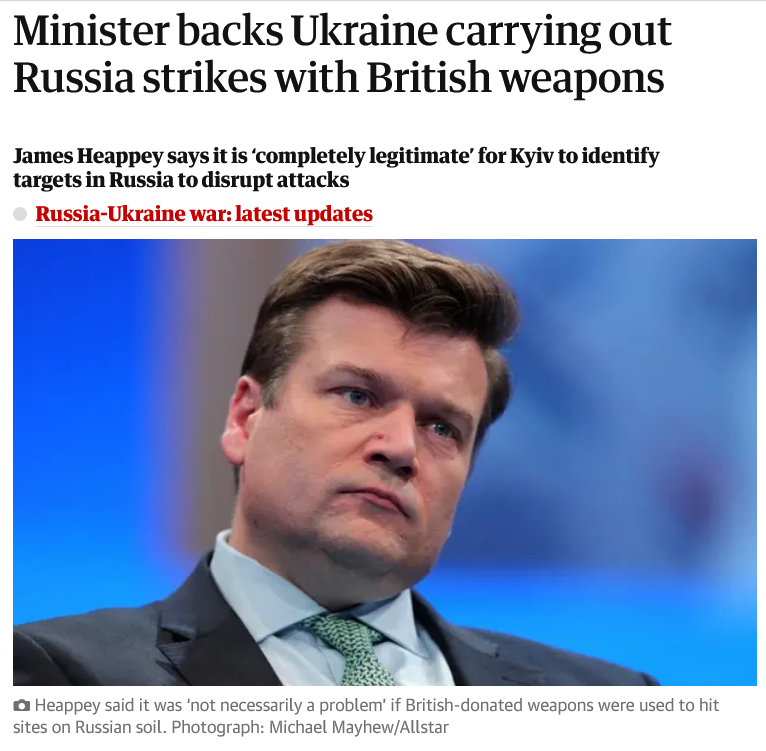 Minister backs Ukraine carrying out
Russia strikes with British weapons
James Heappey says it is ‘completely legitimate’ for Kyiv to identify
targets in Russia to disrupt attacks
Russia-Ukraine war: latest updates
Heappey said it was ‘not necessarily a problem’ if British-donated weapons were used to hit
sites on Russian soil. Photograph: Michael Mayhew/Allstar